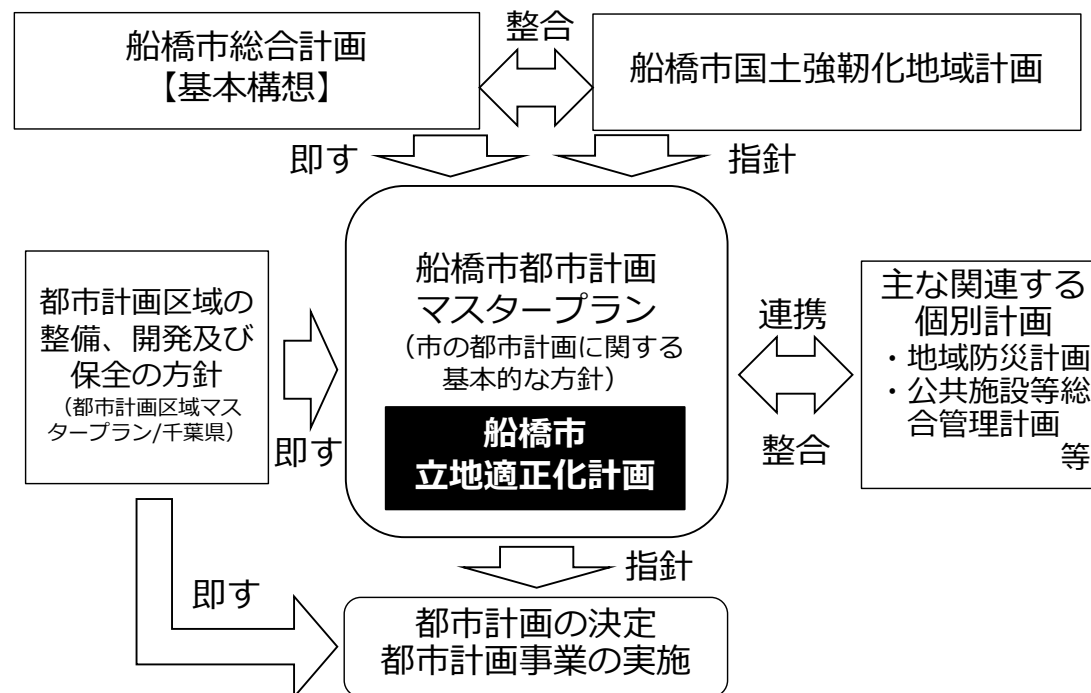 船橋市総合計画
【基本構想】
整合
船橋市国土強靭化地域計画
即す
指針
船橋市都市計画
マスタープラン
（市の都市計画に関する
基本的な方針）
船橋市
立地適正化計画
都市計画区域の
整備、開発及び
保全の方針
（都市計画区域マス
タープラン/千葉県）
即す
連携
整合
主な関連する
個別計画
・地域防災計画
・公共施設等総
合管理計画
等
指針
即す
都市計画の決定
都市計画事業の実施